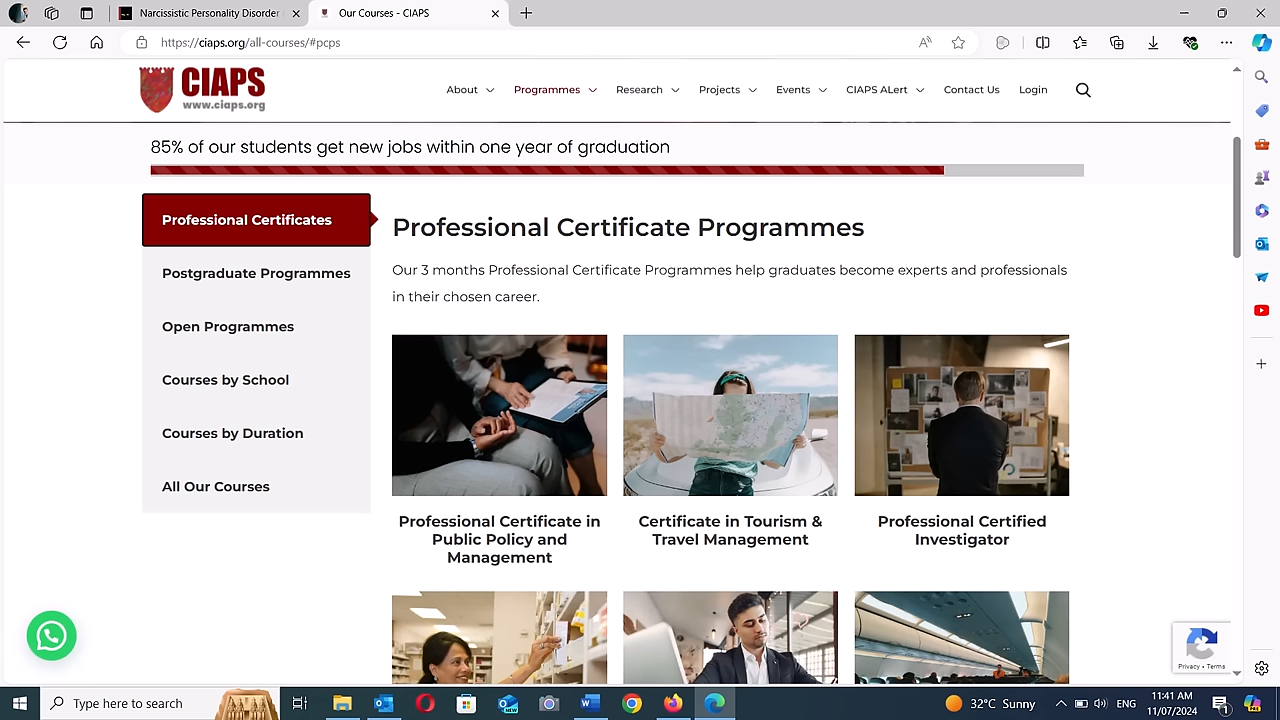 Narcissistic Personality Disorder
Our Courses - CIAPS
https://ciaps.org/all-courses/#pcps
CIAPS
www.ciaps.org
About
Programmes
Research
Projects
Events
CIAPS ALert
Contact Us
Login
85% of our students get new jobs within one year of graduation
Professional Certificates
Postgraduate Programmes
Open Programmes
Courses by School
Courses by Duration
All Our Courses
Professional Certificate Programmes
Our 3 months Professional Certificate Programmes help graduates become experts and professionals
in their chosen career.
Professional Certificate in
Public Policy and
Management
Certificate in Tourism &
Travel Management
Professional Certified
Investigator
Privacy • Terms
Type here to search
32°C Sunny
ENG
11:41 AM
11/07/2024